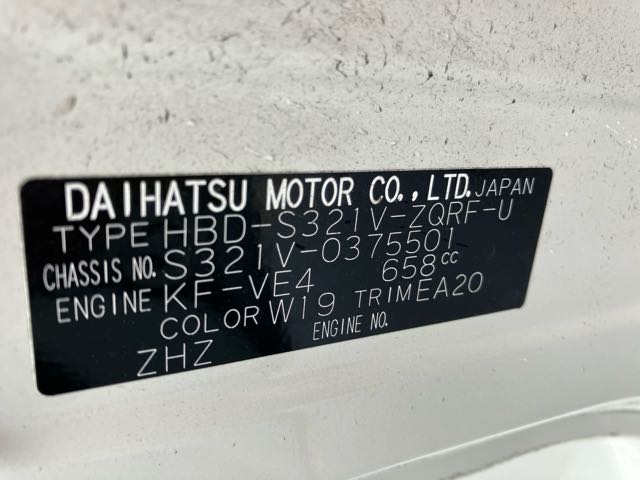 DAIHATSU MOTOR CO., LTD. JAPAN
TYPE HBD-S321V-ZQRF-U
CHASSIS NO. S321V-0375501
ENGINE KF-VE4 658cc
COLOR W19 TRIM EA20
ZHZ ENGINE NO.